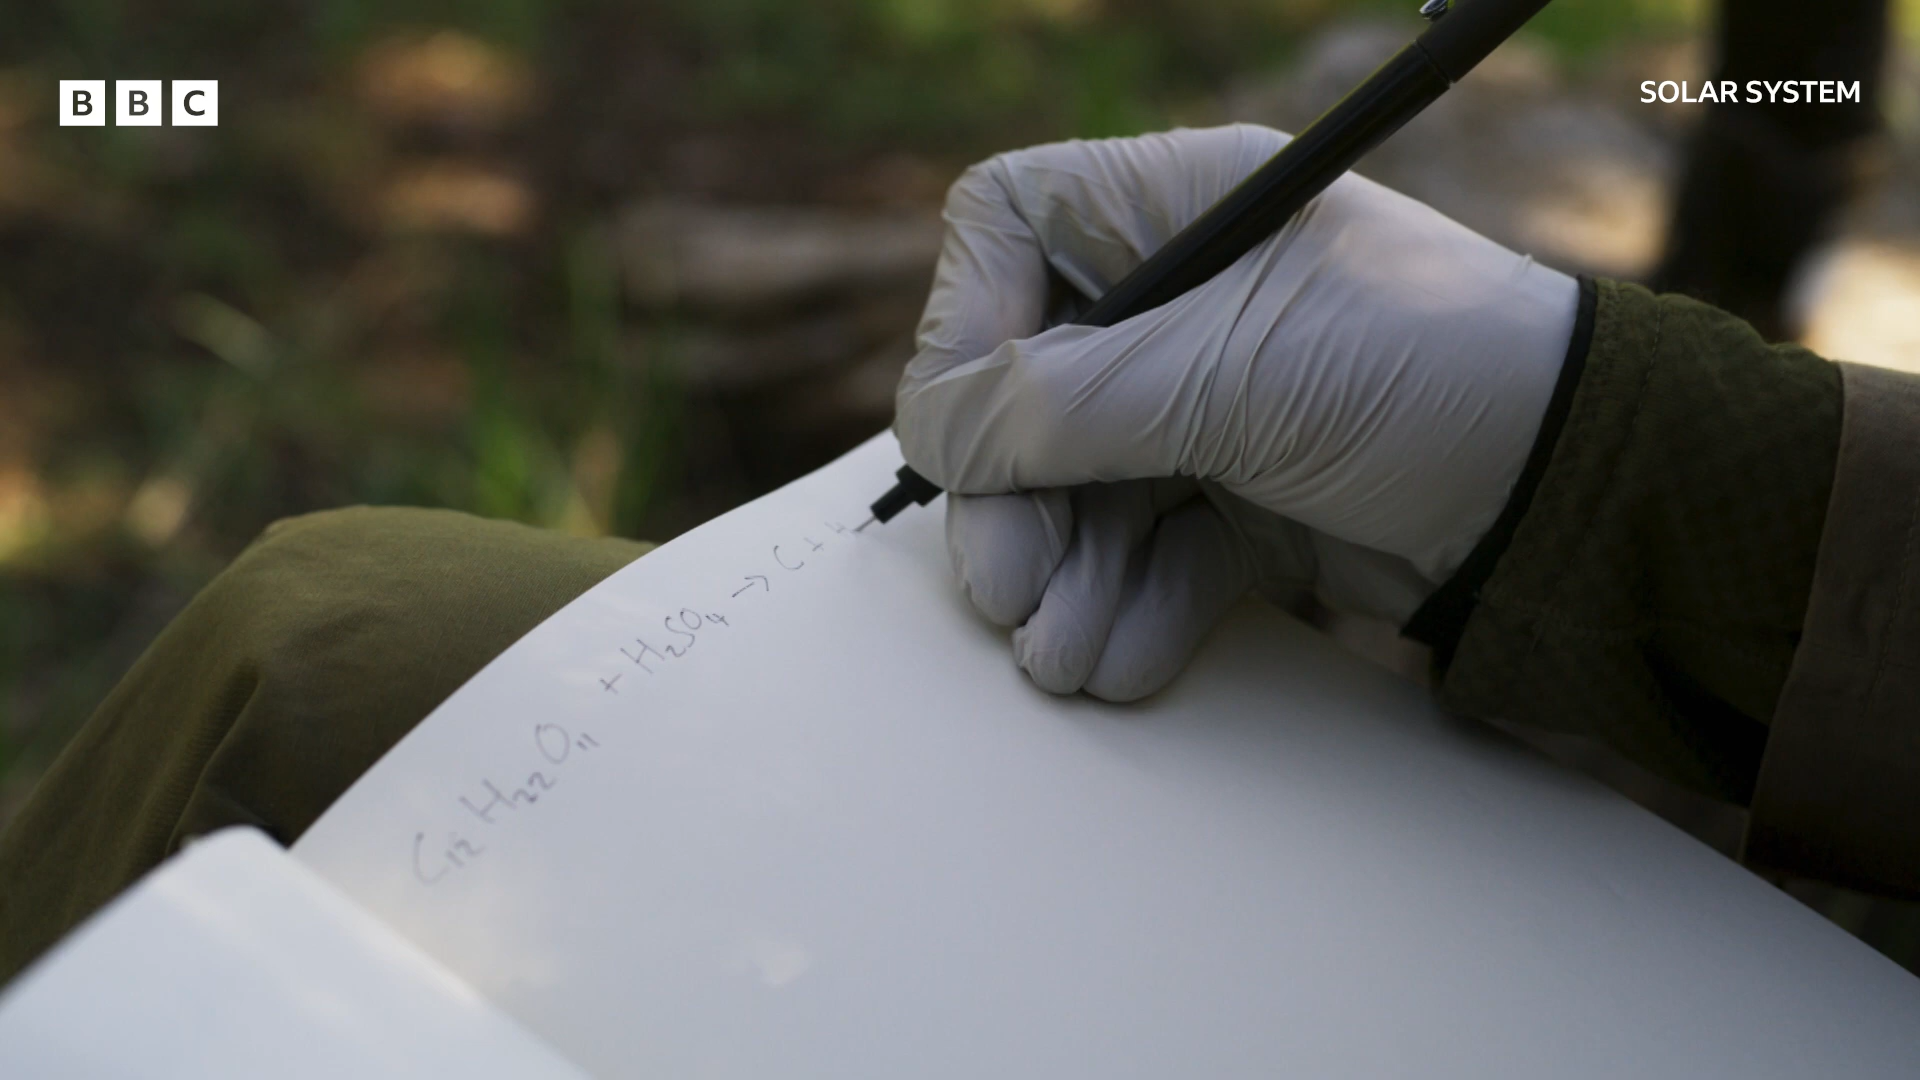 BBC
SOLAR SYSTEM
C₁₂H₂₂O₁₁ + H₂SO₄ → C + H